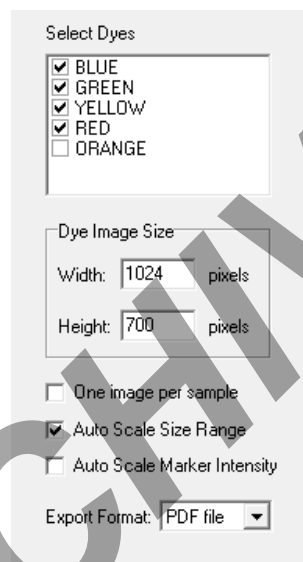 Select Dyes
BLUE
GREEN
YELLOW
RED
ORANGE
Dye Image Size
Width: 1024 pixels
Height: 700 pixels
One image per sample
Auto Scale Size Range
Auto Scale Marker Intensity
Export Format: PDF file